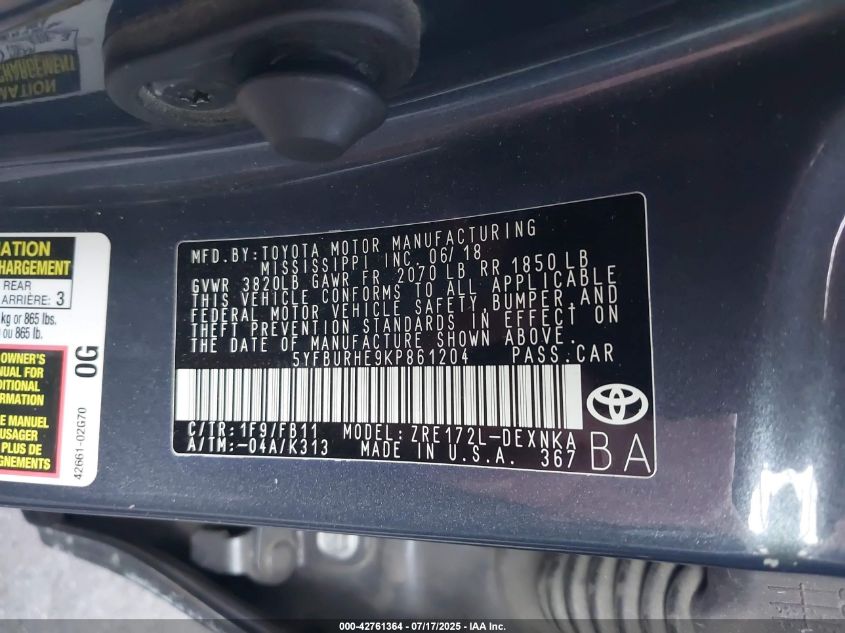 CHARGEMENT
MATION
MFD. BY: TOYOTA MOTOR MANUFACTURING
MISSISSIPPI INC. 06/18
GVWR 3820LB GAWR FR 2070 LB RR 1850 LB
THIS VEHICLE CONFORMS TO ALL APPLICABLE
FEDERAL MOTOR VEHICLE SAFETY, BUMPER, AND
THEFT PREVENTION STANDARDS IN EFFECT ON
THE DATE OF MANUFACTURE SHOWN ABOVE.
5YFBURHE9KP861204 PASS. CAR
C/TR: 1F9/FB11 MODEL: ZRE172L-DEXNKA
A/TM: -04A/K313 MADE IN U.S.A. 367
BA
ATION
HARGEMENT
REAR
ARRIÈRE: 3
kg or 865 lbs.
ou 865 lb.
OWNER'S
NUAL FOR
DITIONAL
ORMATION
le MANUEL
'USAGER
PLUS DE
0G
42661-02G70
000-42761364 - 07/17/2025 - IAA Inc.